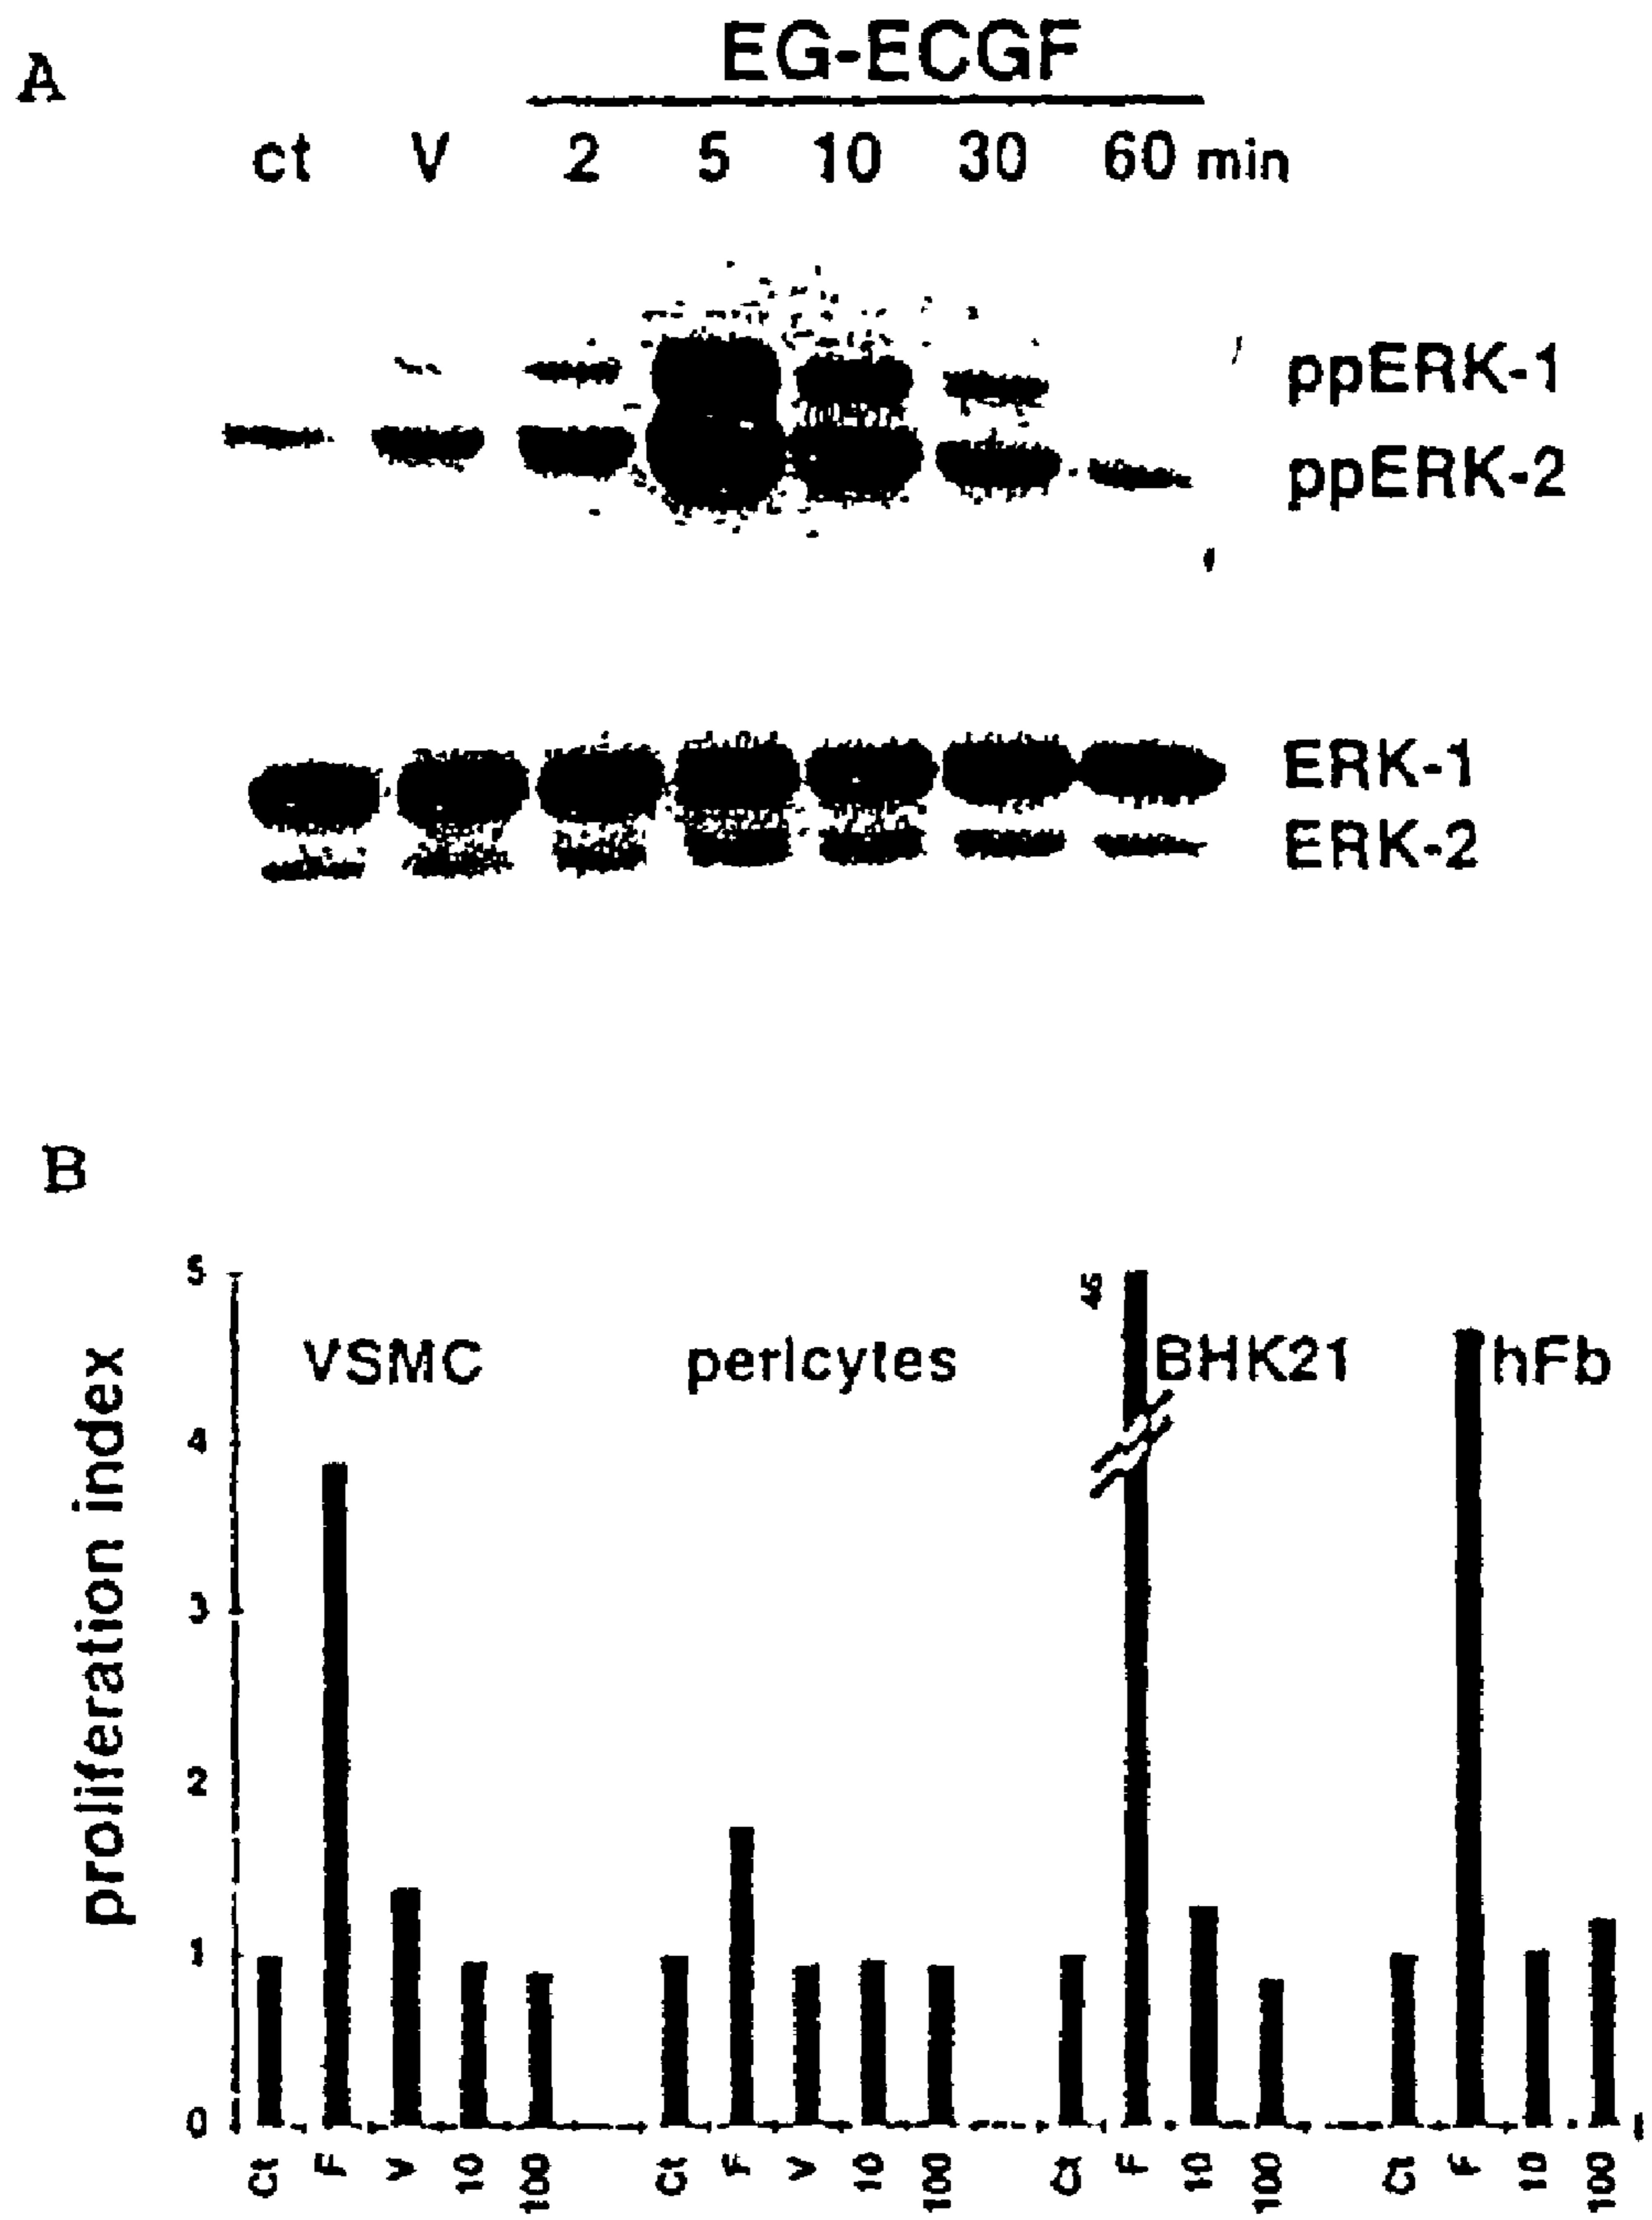 A
EG-ECGF
ct V 2 5 10 30 60 min
ppERK-1
ppERK-2
ERK-1
ERK-2
B
proliferation index
5
4
3
2
1
0
VSMC
pericytes
BHK21
hFb
Ct F V 10 100 Ct F V 10 100 Ct F 10 100 Ct F 10 100